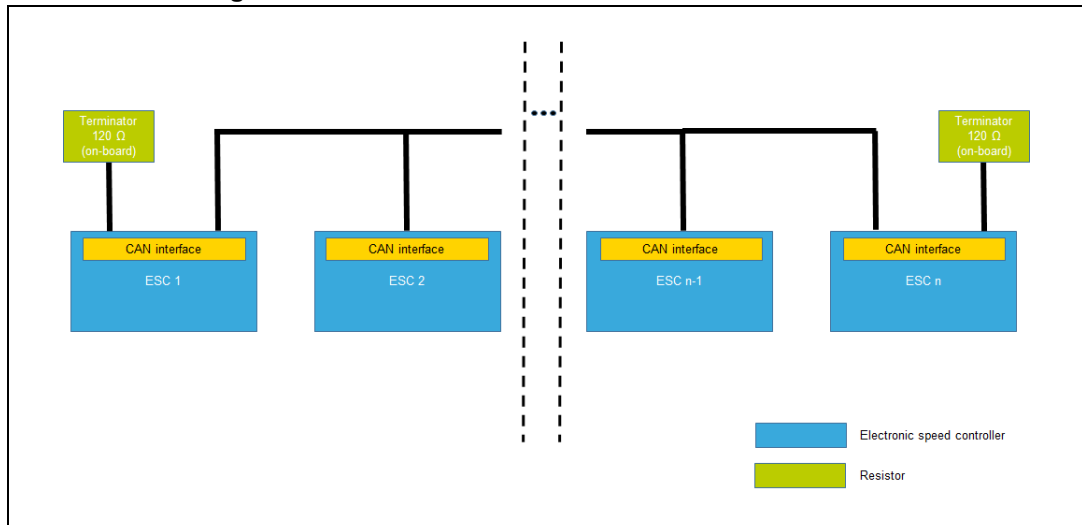 ...
Terminator
120 Ω
(on-board)
Terminator
120 Ω
(on-board)
CAN interface
CAN interface
CAN interface
CAN interface
ESC 1
ESC 2
ESC n-1
ESC n
Electronic speed controller
Resistor